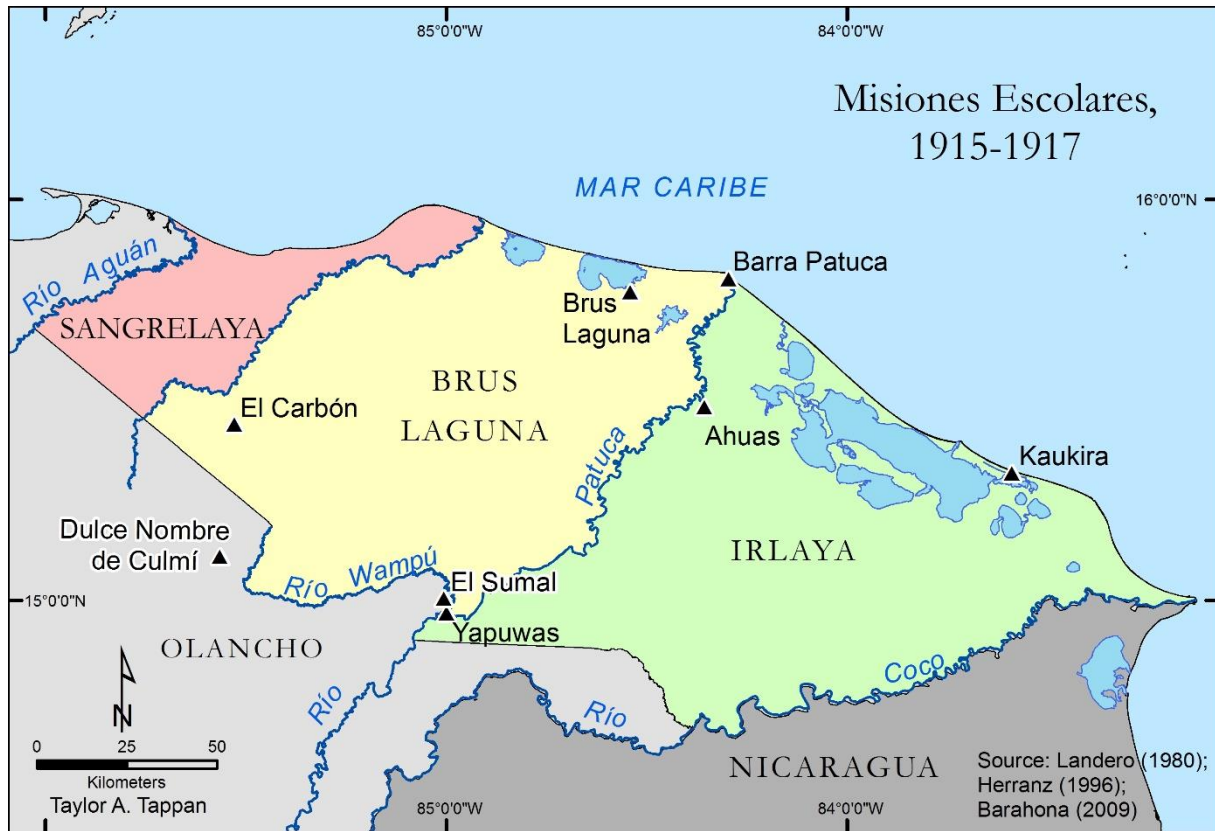 85°0'0"W
84°0'0"W
Misiones Escolares,
1915-1917
MAR CARIBE
16°0'0"N
Río Aguán
Barra Patuca
Brus
Laguna
SANGRELAYA
BRUS
LAGUNA
El Carbón
Ahuas
Patuca
Kaukira
Dulce Nombre
de Culmí
IRLAYA
Río Wampú
El Sumal
15°0'0"N
Yapuwas
OLANCHO
Coco
Río
Río
N
0 25 50
Kilometers
Taylor A. Tappan
NICARAGUA
Source: Landero (1980);
Herranz (1996);
Barahona (2009)
85°0'0"W
84°0'0"W